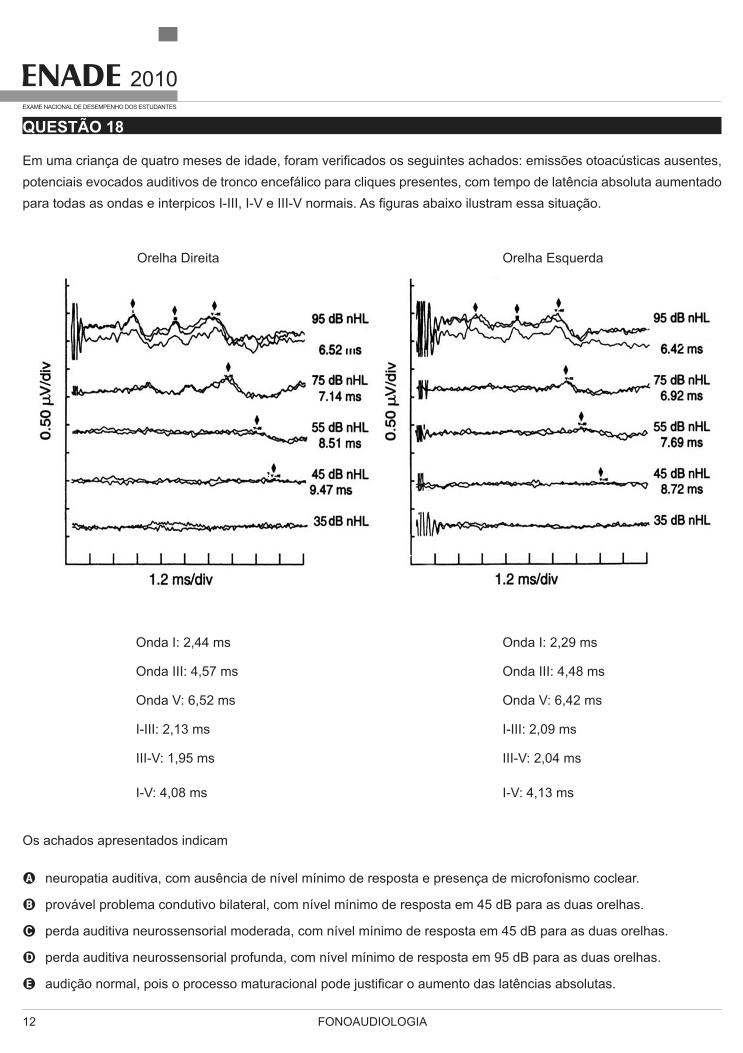 ENADE 2010
EXAME NACIONAL DE DESEMPENHO DOS ESTUDANTES
QUESTÃO 18
Em uma criança de quatro meses de idade, foram verificados os seguintes achados: emissões otoacústicas ausentes,
potenciais evocados auditivos de tronco encefálico para cliques presentes, com tempo de latência absoluta aumentado
para todas as ondas e interpicos I-III, I-V e III-V normais. As figuras abaixo ilustram essa situação.
Orelha Direita
0.50 µV/div
95 dB nHL
6.52 ms
75 dB nHL
7.14 ms
55 dB nHL
8.51 ms
45 dB nHL
9.47 ms
35 dB nHL
1.2 ms/div
Orelha Esquerda
0.50 µV/div
95 dB nHL
6.42 ms
75 dB nHL
6.92 ms
55 dB nHL
7.69 ms
45 dB nHL
8.72 ms
35 dB nHL
1.2 ms/div
Onda I: 2,44 ms
Onda III: 4,57 ms
Onda V: 6,52 ms
I-III: 2,13 ms
III-V: 1,95 ms
I-V: 4,08 ms
Onda I: 2,29 ms
Onda III: 4,48 ms
Onda V: 6,42 ms
I-III: 2,09 ms
III-V: 2,04 ms
I-V: 4,13 ms
Os achados apresentados indicam
A neuropatia auditiva, com ausência de nível mínimo de resposta e presença de microfonismo coclear.
B provável problema condutivo bilateral, com nível mínimo de resposta em 45 dB para as duas orelhas.
C perda auditiva neurossensorial moderada, com nível mínimo de resposta em 45 dB para as duas orelhas.
D perda auditiva neurossensorial profunda, com nível mínimo de resposta em 95 dB para as duas orelhas.
E audição normal, pois o processo maturacional pode justificar o aumento das latências absolutas.
12
FONOAUDIOLOGIA